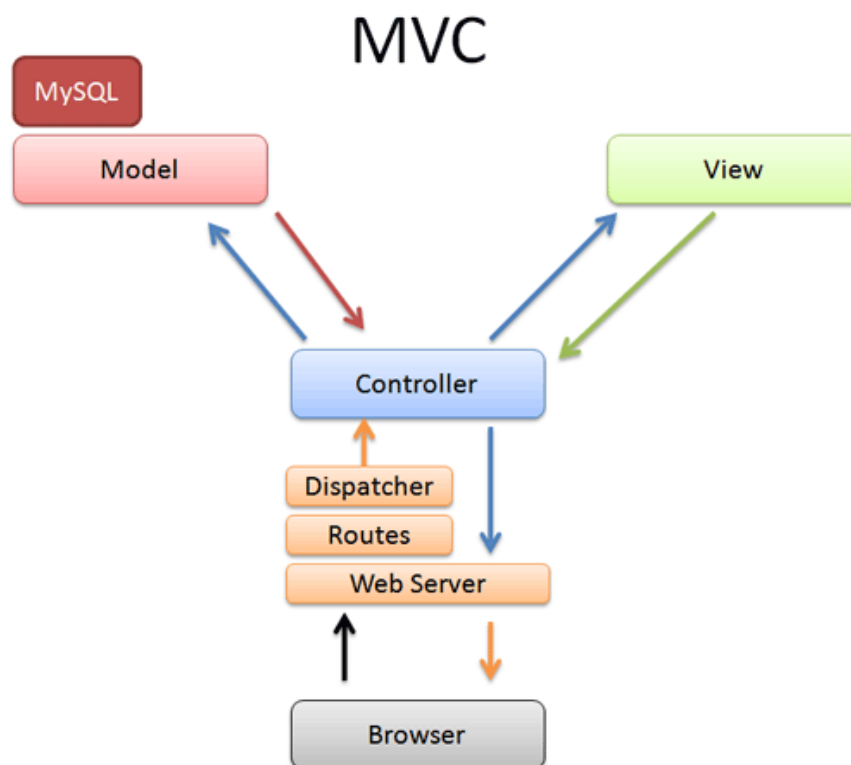 MVC
MySQL
Model
View
Controller
Dispatcher
Routes
Web Server
Browser